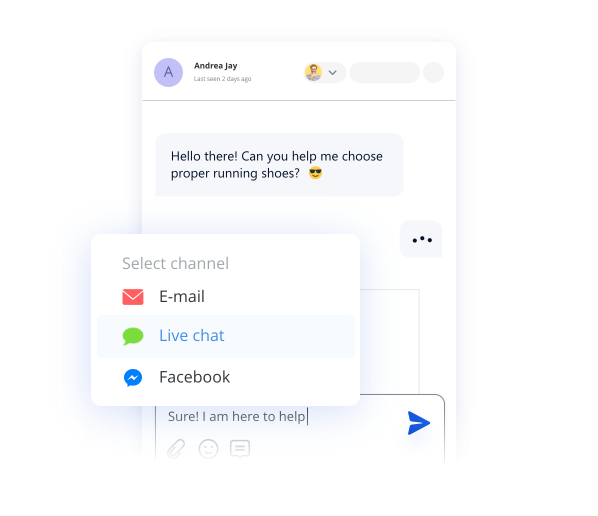 A
Andrea Jay
Last seen 2 days ago
Hello there! Can you help me choose
proper running shoes? 😎
Select channel
E-mail
Live chat
Facebook
Sure! I am here to help